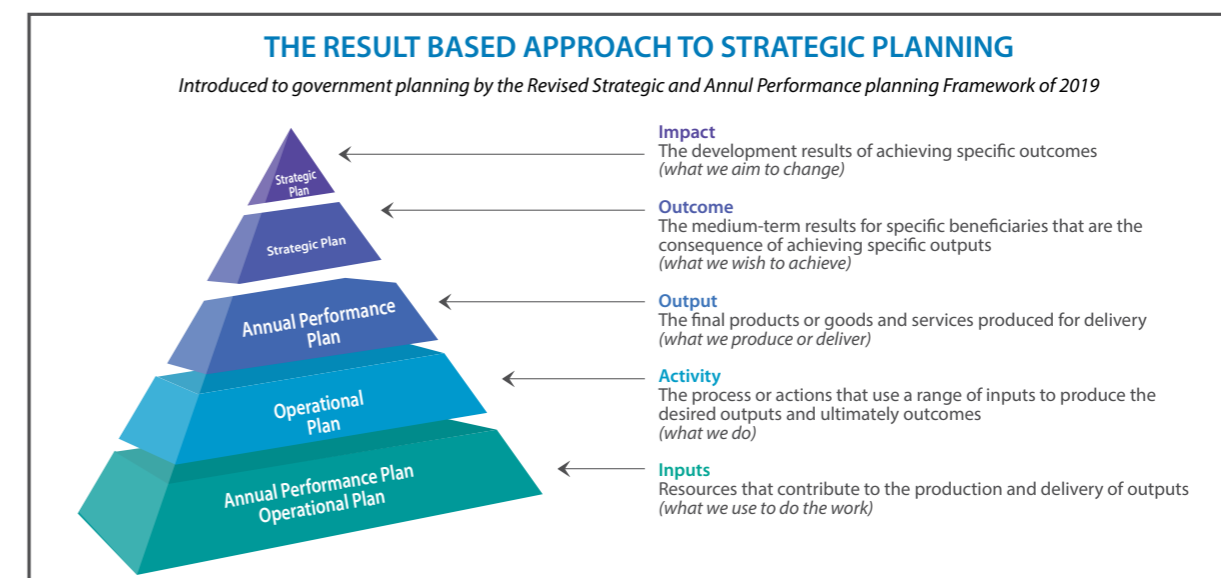 THE RESULT BASED APPROACH TO STRATEGIC PLANNING
Introduced to government planning by the Revised Strategic and Annul Performance planning Framework of 2019
Strategic
Plan
Impact
The development results of achieving specific outcomes
(what we aim to change)
Strategic Plan
Outcome
The medium-term results for specific beneficiaries that are the
consequence of achieving specific outputs
(what we wish to achieve)
Annual Performance
Plan
Output
The final products or goods and services produced for delivery
(what we produce or deliver)
Operational
Plan
Activity
The process or actions that use a range of inputs to produce the
desired outputs and ultimately outcomes
(what we do)
Annual Performance Plan
Operational Plan
Inputs
Resources that contribute to the production and delivery of outputs
(what we use to do the work)